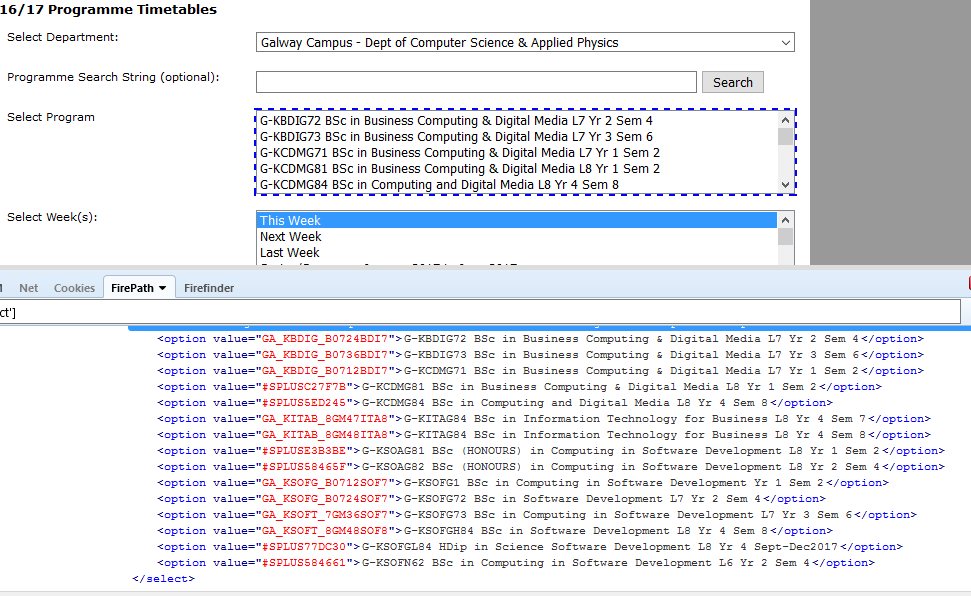 16/17 Programme Timetables
Select Department:
Galway Campus - Dept of Computer Science & Applied Physics
Programme Search String (optional):
Search
Select Program
G-KBDIG72 BSc in Business Computing & Digital Media L7 Yr 2 Sem 4
G-KBDIG73 BSc in Business Computing & Digital Media L7 Yr 3 Sem 6
G-KCDMG71 BSc in Business Computing & Digital Media L7 Yr 1 Sem 2
G-KCDMG81 BSc in Business Computing & Digital Media L8 Yr 1 Sem 2
G-KCDMG84 BSc in Computing and Digital Media L8 Yr 4 Sem 8
Select Week(s):
This Week
Next Week
Last Week
Net Cookies FirePath Firefinder
ct']
<option value="GA_KBDIG_B0724BDI7">G-KBDIG72 BSc in Business Computing & Digital Media L7 Yr 2 Sem 4</option>
<option value="GA_KBDIG_B0736BDI7">G-KBDIG73 BSc in Business Computing & Digital Media L7 Yr 3 Sem 6</option>
<option value="GA_KBDIG_B0712BDI7">G-KCDMG71 BSc in Business Computing & Digital Media L7 Yr 1 Sem 2</option>
<option value="#SPLUSC27F7B">G-KCDMG81 BSc in Business Computing & Digital Media L8 Yr 1 Sem 2</option>
<option value="#SPLUS5ED245">G-KCDMG84 BSc in Computing and Digital Media L8 Yr 4 Sem 8</option>
<option value="GA_KITAB_8GM47ITA8">G-KITAG84 BSc in Information Technology for Business L8 Yr 4 Sem 7</option>
<option value="GA_KITAB_8GM48ITA8">G-KITAG84 BSc in Information Technology for Business L8 Yr 4 Sem 8</option>
<option value="#SPLUSE3B3BE">G-KSOAG81 BSc (HONOURS) in Computing in Software Development L8 Yr 1 Sem 2</option>
<option value="#SPLUS58465F">G-KSOAG82 BSc (HONOURS) in Computing in Software Development L8 Yr 2 Sem 4</option>
<option value="GA_KSOFG_B0712SOF7">G-KSOFG1 BSc in Computing in Software Development Yr 1 Sem 2</option>
<option value="GA_KSOFG_B0724SOF7">G-KSOFG72 BSc in Software Development L7 Yr 2 Sem 4</option>
<option value="GA_KSOFT_7GM36SOF7">G-KSOFG73 BSc in Computing in Software Development L7 Yr 3 Sem 6</option>
<option value="GA_KSOFT_8GM48SOF8">G-KSOFGH84 BSc in Software Development L8 Yr 4 Sem 8</option>
<option value="#SPLUS77DC30">G-KSOFGL84 HDip in Science Software Development L8 Yr 4 Sept-Dec2017</option>
<option value="#SPLUS584661">G-KSOFN62 BSc in Computing in Software Development L6 Yr 2 Sem 4</option>
</select>